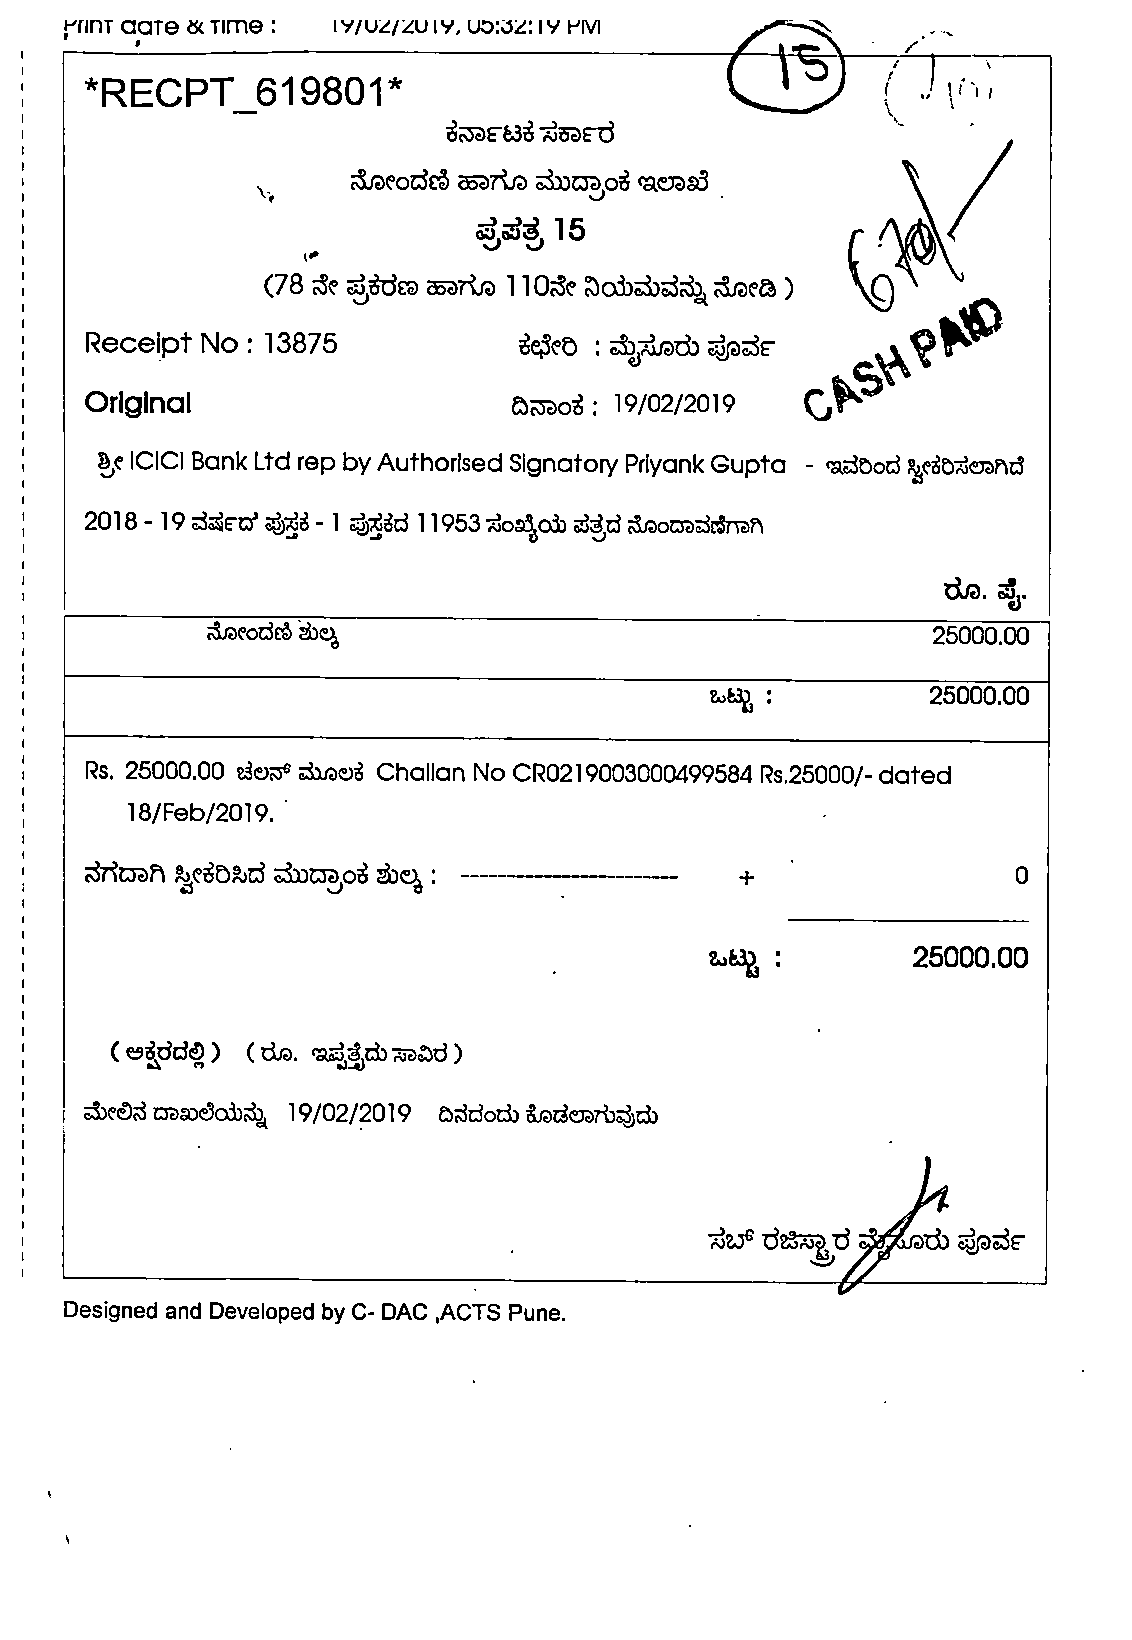 Print date & Time : 19/02/2019, 05:32:19 PM
15
*RECPT_619801*
ಕರ್ನಾಟಕ ಸರ್ಕಾರ
ನೋಂದಣಿ ಹಾಗೂ ಮುದ್ರಾಂಕ ಇಲಾಖೆ
ಪ್ರಪತ್ರ 15
(78 ನೇ ಪ್ರಕರಣ ಹಾಗೂ 110ನೇ ನಿಯಮವನ್ನು ನೋಡಿ )
670/-
Receipt No : 13875 ಕಛೇರಿ : ಮೈಸೂರು ಪೂರ್ವ
CASH PAID
Original ದಿನಾಂಕ : 19/02/2019
ಶ್ರೀ ICICI Bank Ltd rep by Authorised Signatory Priyank Gupta - ಇವರಿಂದ ಸ್ವೀಕರಿಸಲಾಗಿದೆ
2018 - 19 ವರ್ಷದ ಪುಸ್ತಕ - 1 ಪುಸ್ತಕದ 11953 ಸಂಖ್ಯೆಯ ಪತ್ರದ ನೊಂದಾವಣೆಗಾಗಿ
ರೂ. ಪೈ.
ನೋಂದಣಿ ಶುಲ್ಕ 25000.00
ಒಟ್ಟು : 25000.00
Rs. 25000.00 ಚಲನ್ ಮೂಲಕ Challan No CR0219003000499584 Rs.25000/- dated
18/Feb/2019.
ನಗದಾಗಿ ಸ್ವೀಕರಿಸಿದ ಮುದ್ರಾಂಕ ಶುಲ್ಕ : ------------------------ + 0
ಒಟ್ಟು : 25000.00
( ಅಕ್ಷರದಲ್ಲಿ ) ( ರೂ. ಇಪ್ಪತ್ತೈದು ಸಾವಿರ )
ಮೇಲಿನ ದಾಖಲೆಯನ್ನು 19/02/2019 ದಿನದಂದು ಕೊಡಲಾಗುವುದು
ಸಬ್ ರಜಿಸ್ಟ್ರಾರ ಮೈಸೂರು ಪೂರ್ವ
Designed and Developed by C- DAC ,ACTS Pune.